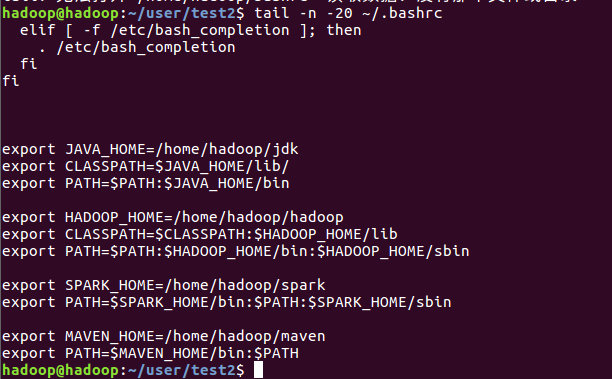 hadoop@hadoop:~/user/test2$ tail -n -20 ~/.bashrc
  elif [ -f /etc/bash_completion ]; then
    . /etc/bash_completion
  fi
fi
export JAVA_HOME=/home/hadoop/jdk
export CLASSPATH=$JAVA_HOME/lib/
export PATH=$PATH:$JAVA_HOME/bin
export HADOOP_HOME=/home/hadoop/hadoop
export CLASSPATH=$CLASSPATH:$HADOOP_HOME/lib
export PATH=$PATH:$HADOOP_HOME/bin:$HADOOP_HOME/sbin
export SPARK_HOME=/home/hadoop/spark
export PATH=$SPARK_HOME/bin:$PATH:$SPARK_HOME/sbin
export MAVEN_HOME=/home/hadoop/maven
export PATH=$MAVEN_HOME/bin:$PATH
hadoop@hadoop:~/user/test2$